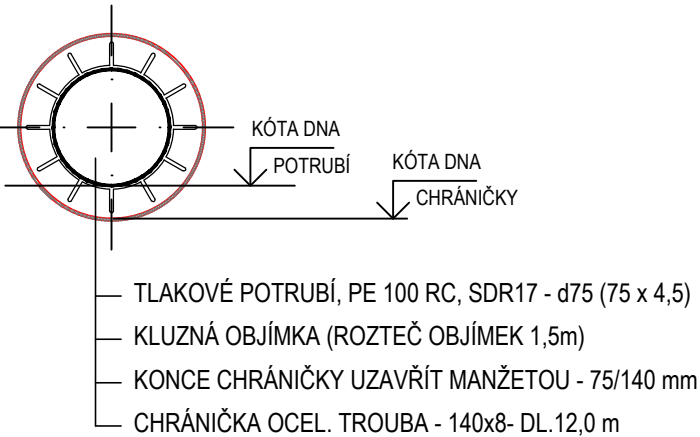 KÓTA DNA
POTRUBÍ
KÓTA DNA
CHRÁNIČKY
TLAKOVÉ POTRUBÍ, PE 100 RC, SDR17 - d75 (75 x 4,5)
KLUZNÁ OBJÍMKA (ROZTEČ OBJÍMEK 1,5m)
KONCE CHRÁNIČKY UZAVŘÍT MANŽETOU - 75/140 mm
CHRÁNIČKA OCEL. TROUBA - 140x8- DL.12,0 m